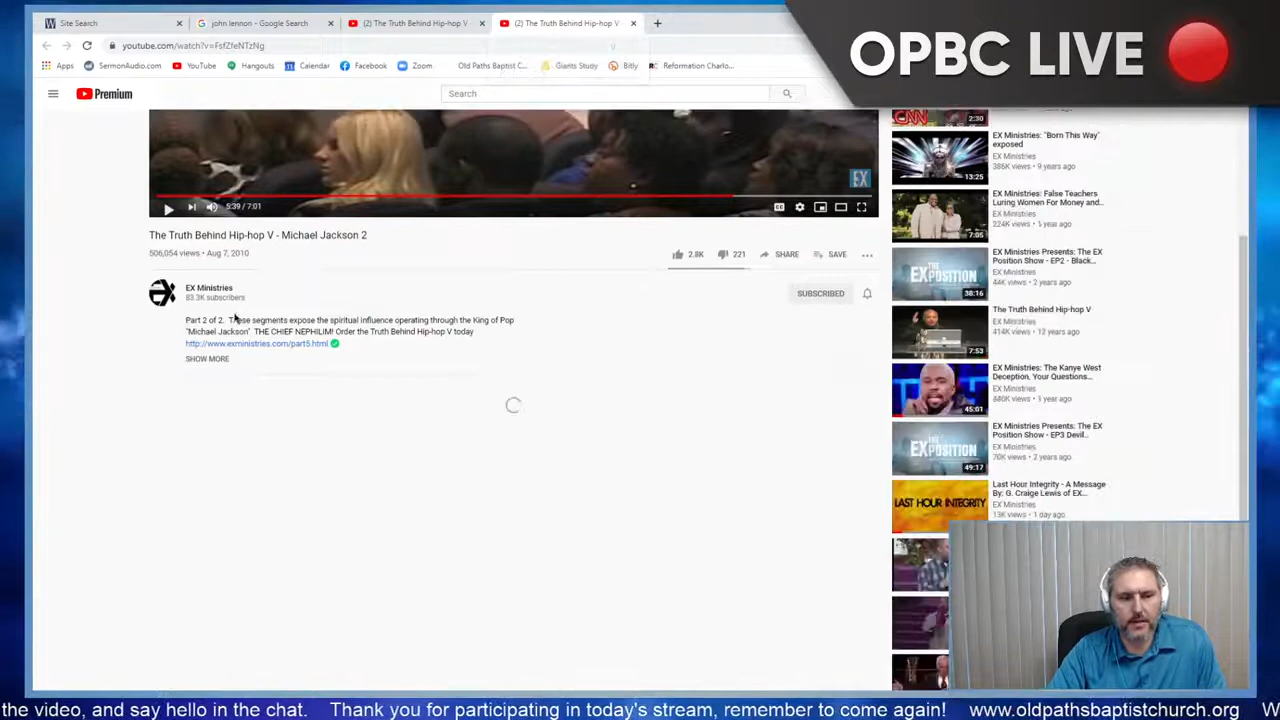 Site Search
john lennon - Google Search
(2) The Truth Behind Hip-hop V
(2) The Truth Behind Hip-hop V
OPBC LIVE
youtube.com/watch?v=FsfZfeNTzNg
Apps
SermonAudio.com
YouTube
Hangouts
Calendar
Facebook
Zoom
Old Paths Baptist C...
Giants Study
Bitly
Reformation Charlo...
Premium
Search
CNN
2:30
EX Ministries: "Born This Way"
exposed
EX Ministries
386K views • 9 years ago
13:25
EX
5:39 / 7:01
EX Ministries: False Teachers
Luring Women For Money and...
EX Ministries
224K views • 1 year ago
7:05
The Truth Behind Hip-hop V - Michael Jackson 2
506,054 views • Aug 7, 2010
2.8K
221
SHARE
SAVE
EX Ministries Presents: The EX
Position Show - EP2 - Black...
EX Ministries
44K views • 2 years ago
THE
EXPOSITION
38:16
EX Ministries
83.3K subscribers
SUBSCRIBED
Part 2 of 2. These segments expose the spiritual influence operating through the King of Pop
"Michael Jackson" THE CHIEF NEPHILIM! Order the Truth Behind Hip-hop V today
http://www.exministries.com/part5.html
SHOW MORE
The Truth Behind Hip-hop V
EX Ministries
414K views • 12 years ago
7:53
EX Ministries: The Kanye West
Deception, Your Questions...
EX Ministries
1 year ago
45:01
EX Ministries Presents: The EX
Position Show - EP3 Devil...
EX Ministries
70K views • 2 years ago
THE
EXPOSITION
49:17
Last Hour Integrity - A Message
By: G. Craige Lewis of EX...
EX Ministries
13K views • 1 day ago
LAST HOUR INTEGRITY
the video, and say hello in the chat. Thank you for participating in today's stream, remember to come again! www.oldpathsbaptistchurch.org W